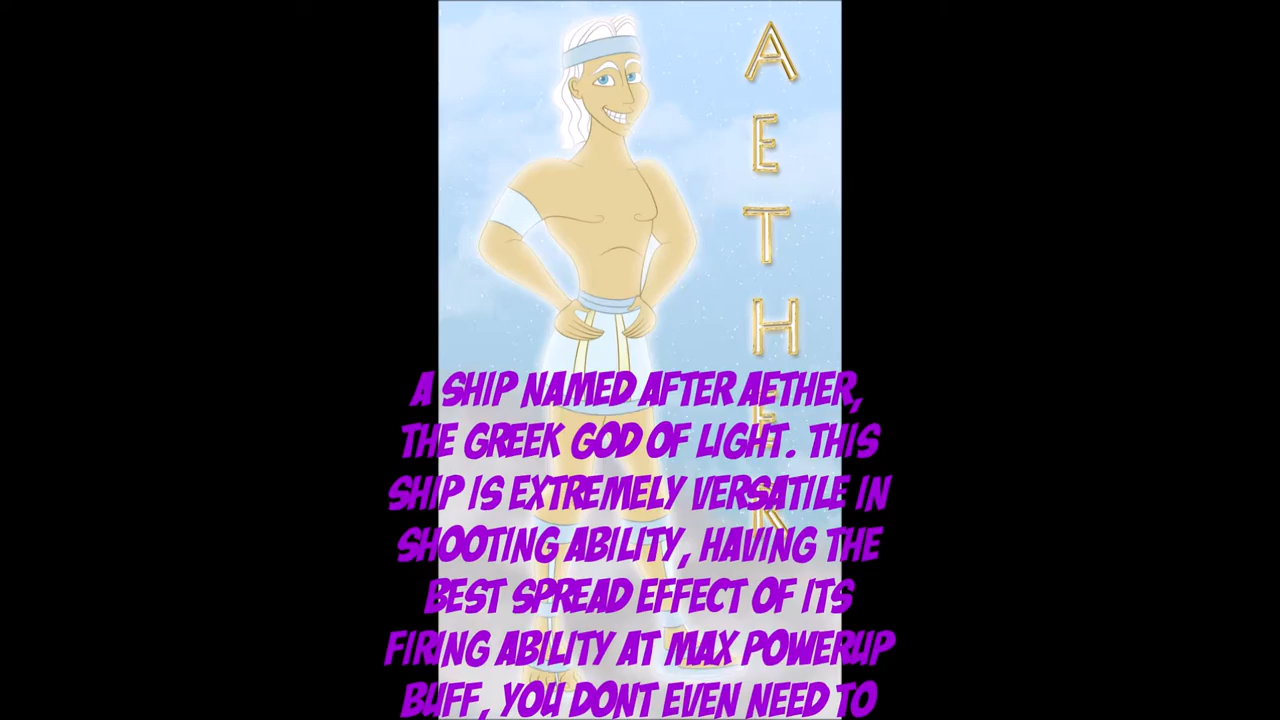 AETHER
A SHIP NAMED AFTER AETHER,
THE GREEK GOD OF LIGHT. THIS
SHIP IS EXTREMELY VERSATILE IN
SHOOTING ABILITY, HAVING THE
BEST SPREAD EFFECT OF ITS
FIRING ABILITY AT MAX POWERUP
BUFF, YOU DONT EVEN NEED TO